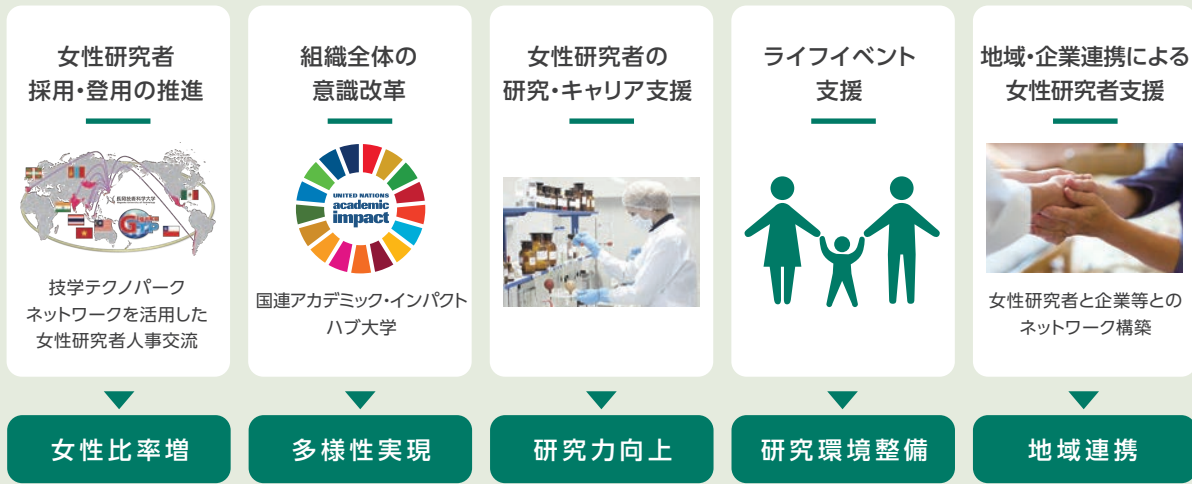 女性研究者
採用・登用の推進
長岡技術科学大学
技学テクノパーク
ネットワークを活用した
女性研究者人事交流
女性比率増
組織全体の
意識改革
UNITED NATIONS
academic
impact
国連アカデミック・インパクト
ハブ大学
多様性実現
女性研究者の
研究・キャリア支援
研究力向上
ライフイベント
支援
研究環境整備
地域・企業連携による
女性研究者支援
女性研究者と企業等との
ネットワーク構築
地域連携